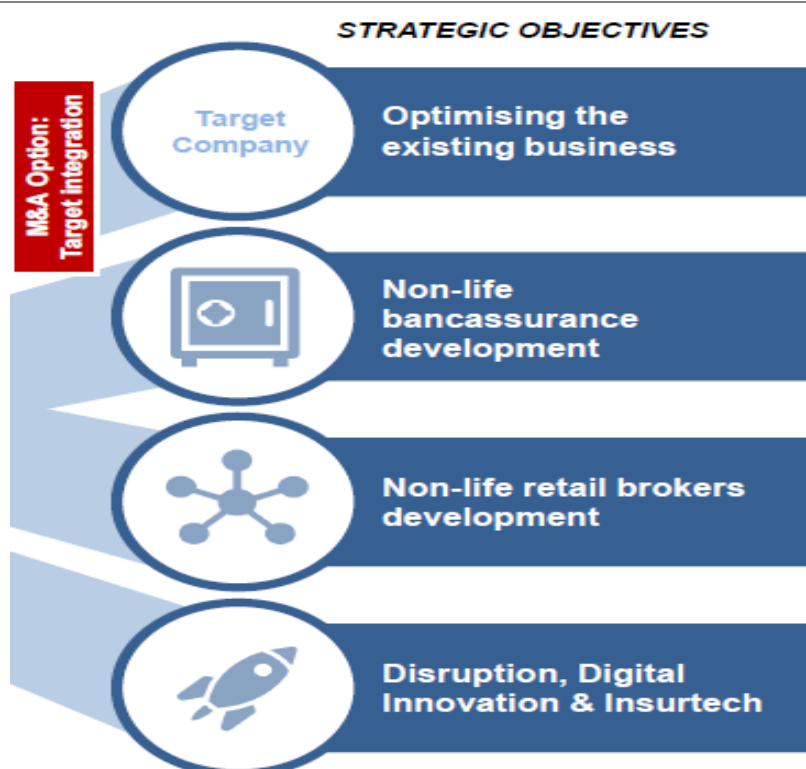 STRATEGIC OBJECTIVES
M&A Option:
Target integration
Target
Company
Optimising the
existing business
Non-life
bancassurance
development
Non-life retail brokers
development
Disruption, Digital
Innovation & Insurtech